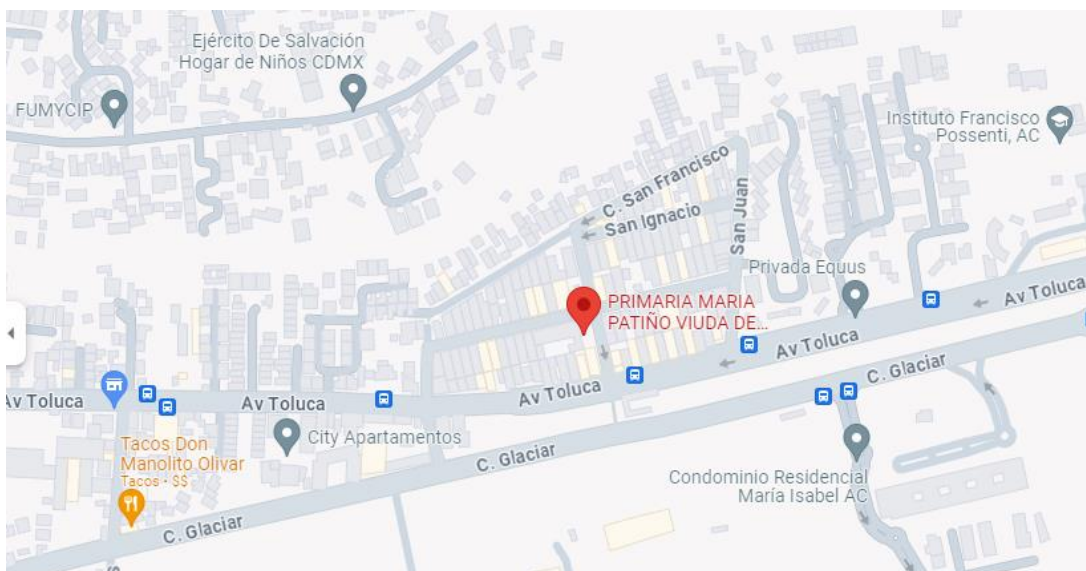 Ejército De Salvación
Hogar de Niños CDMX
FUMYCIP
Instituto Francisco
Possenti, AC
C. San Francisco
San Ignacio
San Juan
Privada Equus
PRIMARIA MARIA
PATIÑO VIUDA DE...
Av Toluca
Av Toluca
C. Glaciar
Av Toluca
Av Toluca
Av Toluca
City Apartamentos
C. Glaciar
Tacos Don
Manolito Olivar
Tacos · $$
Condominio Residencial
María Isabel AC
C. Glaciar